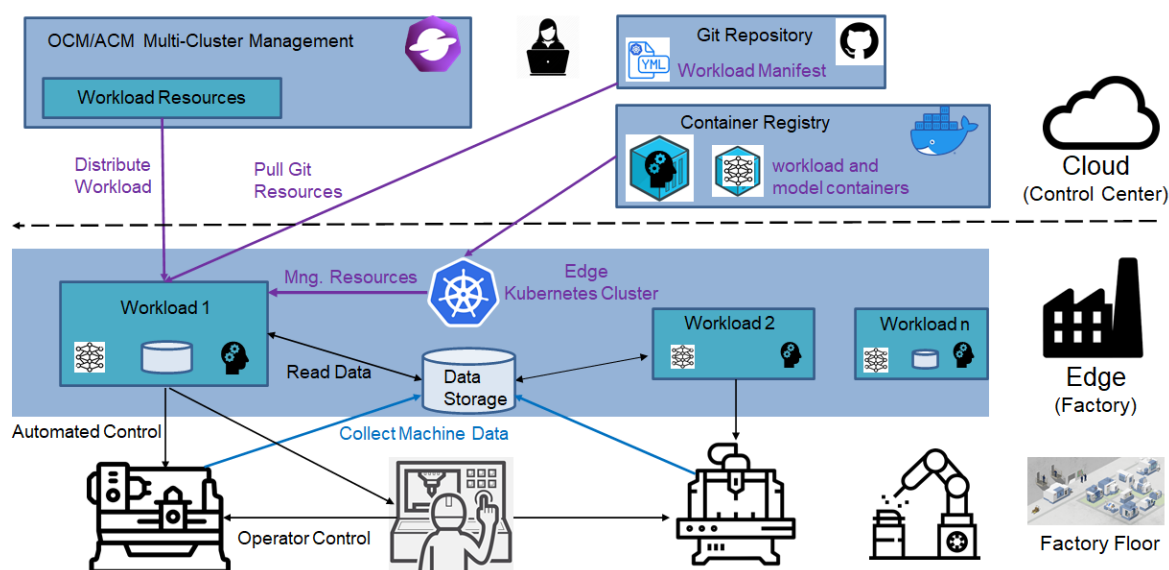 OCM/ACM Multi-Cluster Management
Workload Resources
Git Repository
YML
Workload Manifest
Container Registry
workload and
model containers
Cloud
(Control Center)
Distribute
Workload
Pull Git
Resources
Mng. Resources
Edge
Kubernetes Cluster
Workload 1
Workload 2
Workload n
Read Data
Data
Storage
Edge
(Factory)
Automated Control
Collect Machine Data
Operator Control
Factory Floor